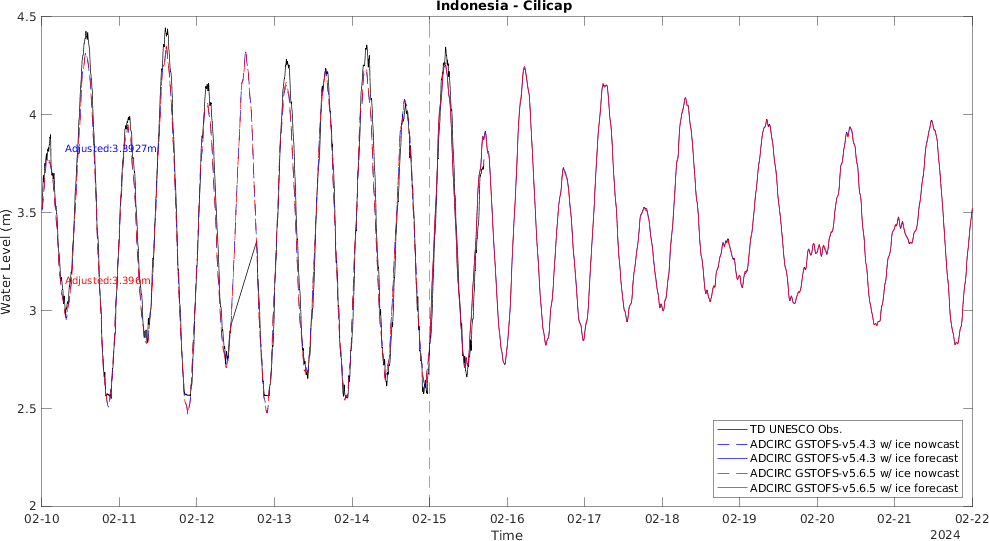 Indonesia - Cilicap
4.5
4
3.5
3
2.5
2
Water Level (m)
Adjusted:3.3927m
Adjusted:3.396m
TD UNESCO Obs.
ADCIRC GSTOFS-v5.4.3 w/ ice nowcast
ADCIRC GSTOFS-v5.4.3 w/ ice forecast
ADCIRC GSTOFS-v5.6.5 w/ ice nowcast
ADCIRC GSTOFS-v5.6.5 w/ ice forecast
02-10 02-11 02-12 02-13 02-14 02-15 02-16 02-17 02-18 02-19 02-20 02-21 02-22
Time
2024